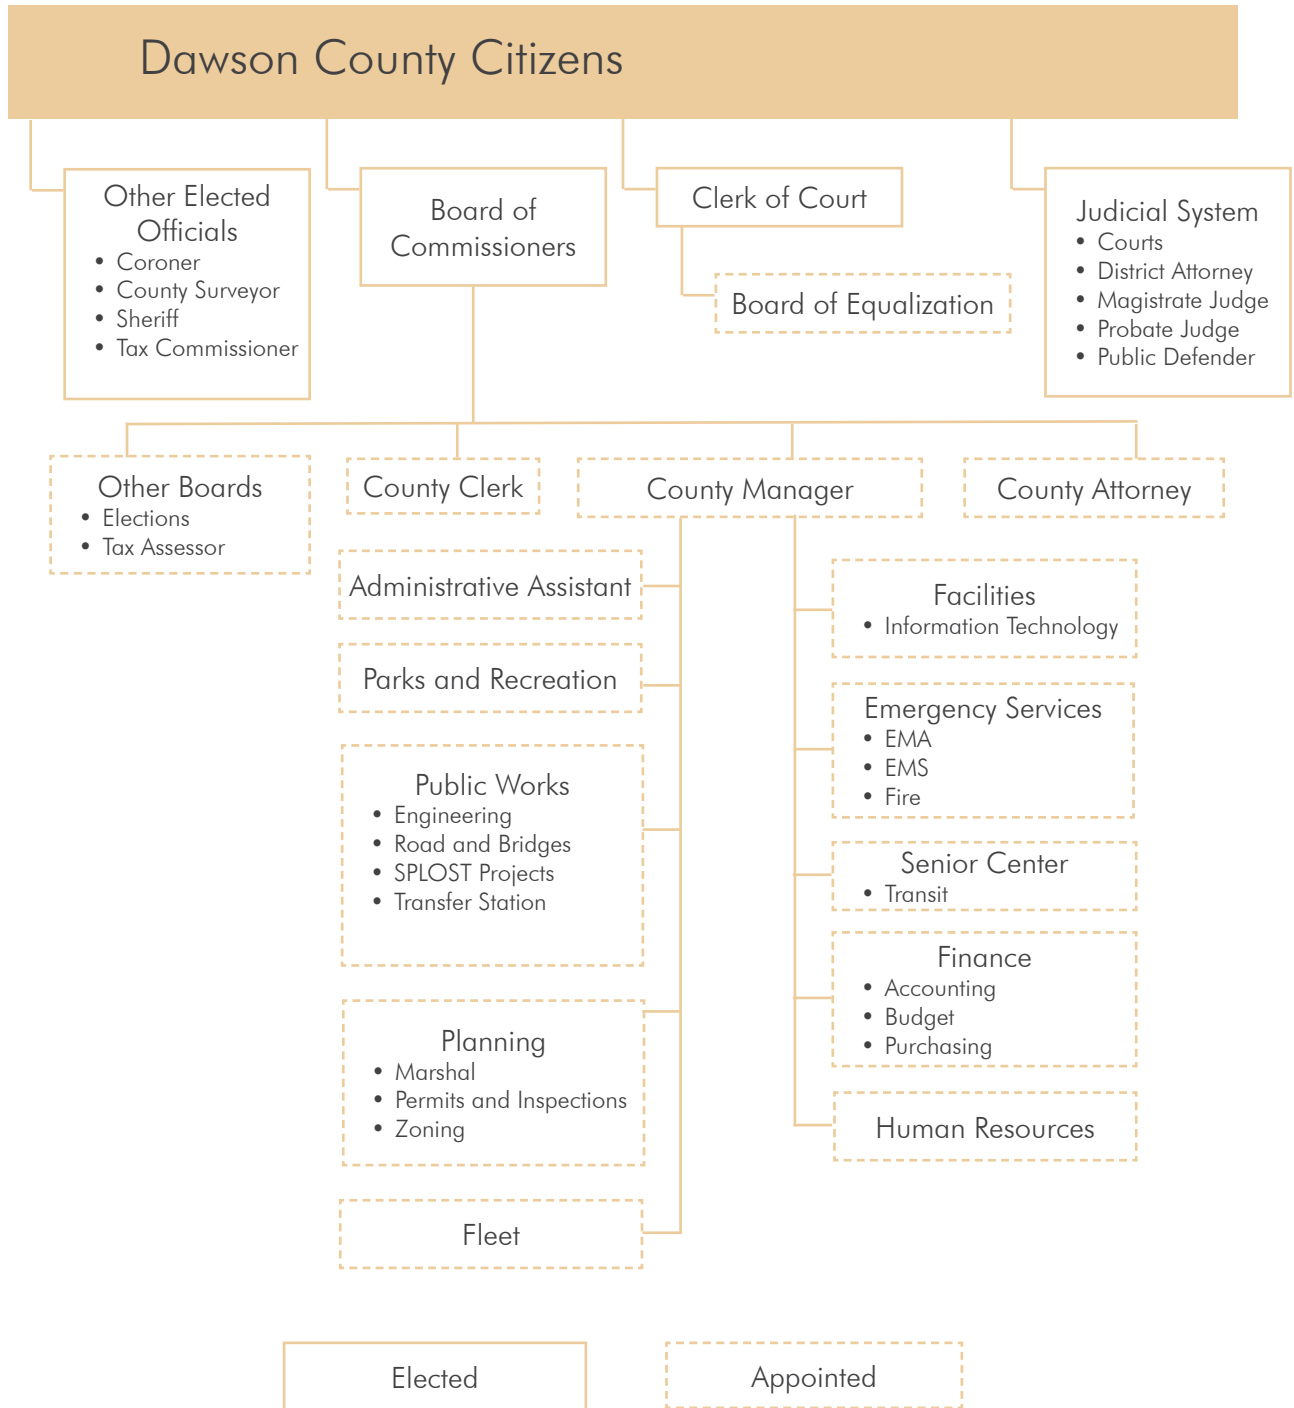 Dawson County Citizens
Other Elected
Officials
• Coroner
• County Surveyor
• Sheriff
• Tax Commissioner
Board of
Commissioners
Clerk of Court
Board of Equalization
Judicial System
• Courts
• District Attorney
• Magistrate Judge
• Probate Judge
• Public Defender
Other Boards
• Elections
• Tax Assessor
County Clerk
County Manager
County Attorney
Administrative Assistant
Parks and Recreation
Public Works
• Engineering
• Road and Bridges
• SPLOST Projects
• Transfer Station
Planning
• Marshal
• Permits and Inspections
• Zoning
Fleet
Facilities
• Information Technology
Emergency Services
• EMA
• EMS
• Fire
Senior Center
• Transit
Finance
• Accounting
• Budget
• Purchasing
Human Resources
Elected
Appointed